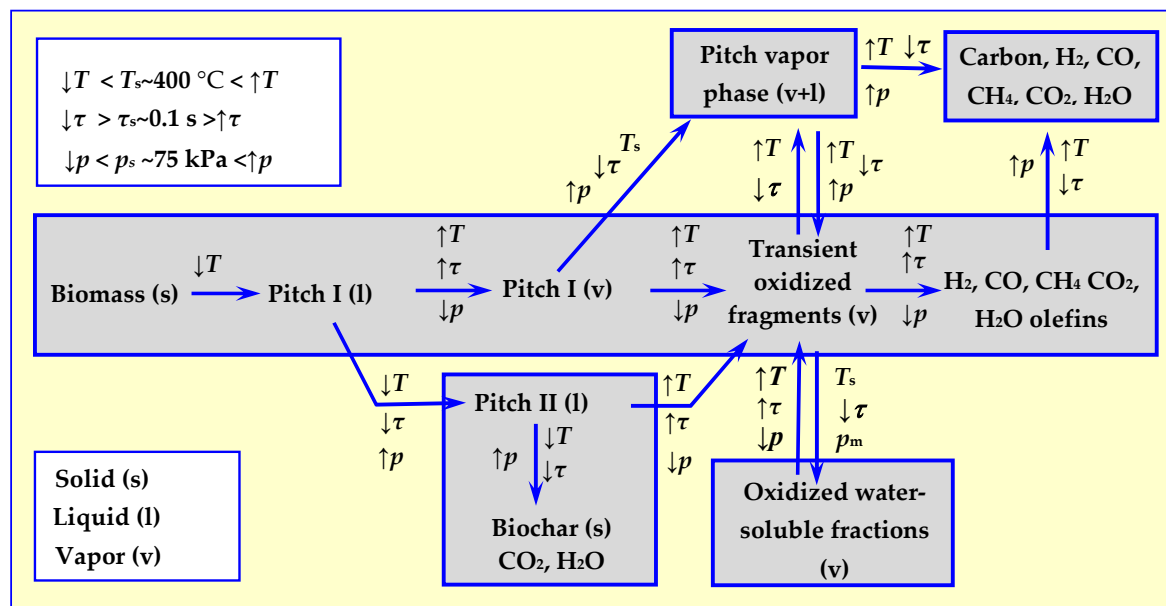 ↓T < Ts~400 °C < ↑T
↓τ > τs~0.1 s >↑τ
↓p < ps ~75 kPa <↑p
Pitch vapor
phase (v+l)
↑T ↓τ
↑p
Carbon, H2, CO,
CH4, CO2, H2O
Ts
↓τ
↑p
↑T
↓τ
↑T
↓τ
↑p
↑p
↑T
↓τ
Biomass (s)
↓T
Pitch I (l)
↑T
↑τ
↓p
Pitch I (v)
↑T
↑τ
↓p
Transient
oxidized
fragments (v)
↑T
↑τ
↓p
H2, CO, CH4 CO2,
H2O olefins
↓T
↓τ
↑p
Pitch II (l)
↑p
↓T
↓τ
Biochar (s)
CO2, H2O
↑T
↑τ
↓p
↑T
↑τ
↓p
Ts
↓τ
pm
Oxidized water-
soluble fractions
(v)
Solid (s)
Liquid (l)
Vapor (v)